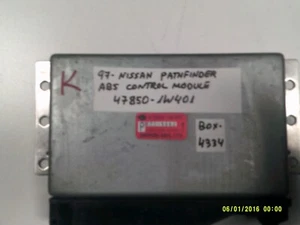 K
97- NISSAN PATHFINDER
ABS CONTROL MODULE
47850-1W401
BOX-
4334
06/01/2016 00:00